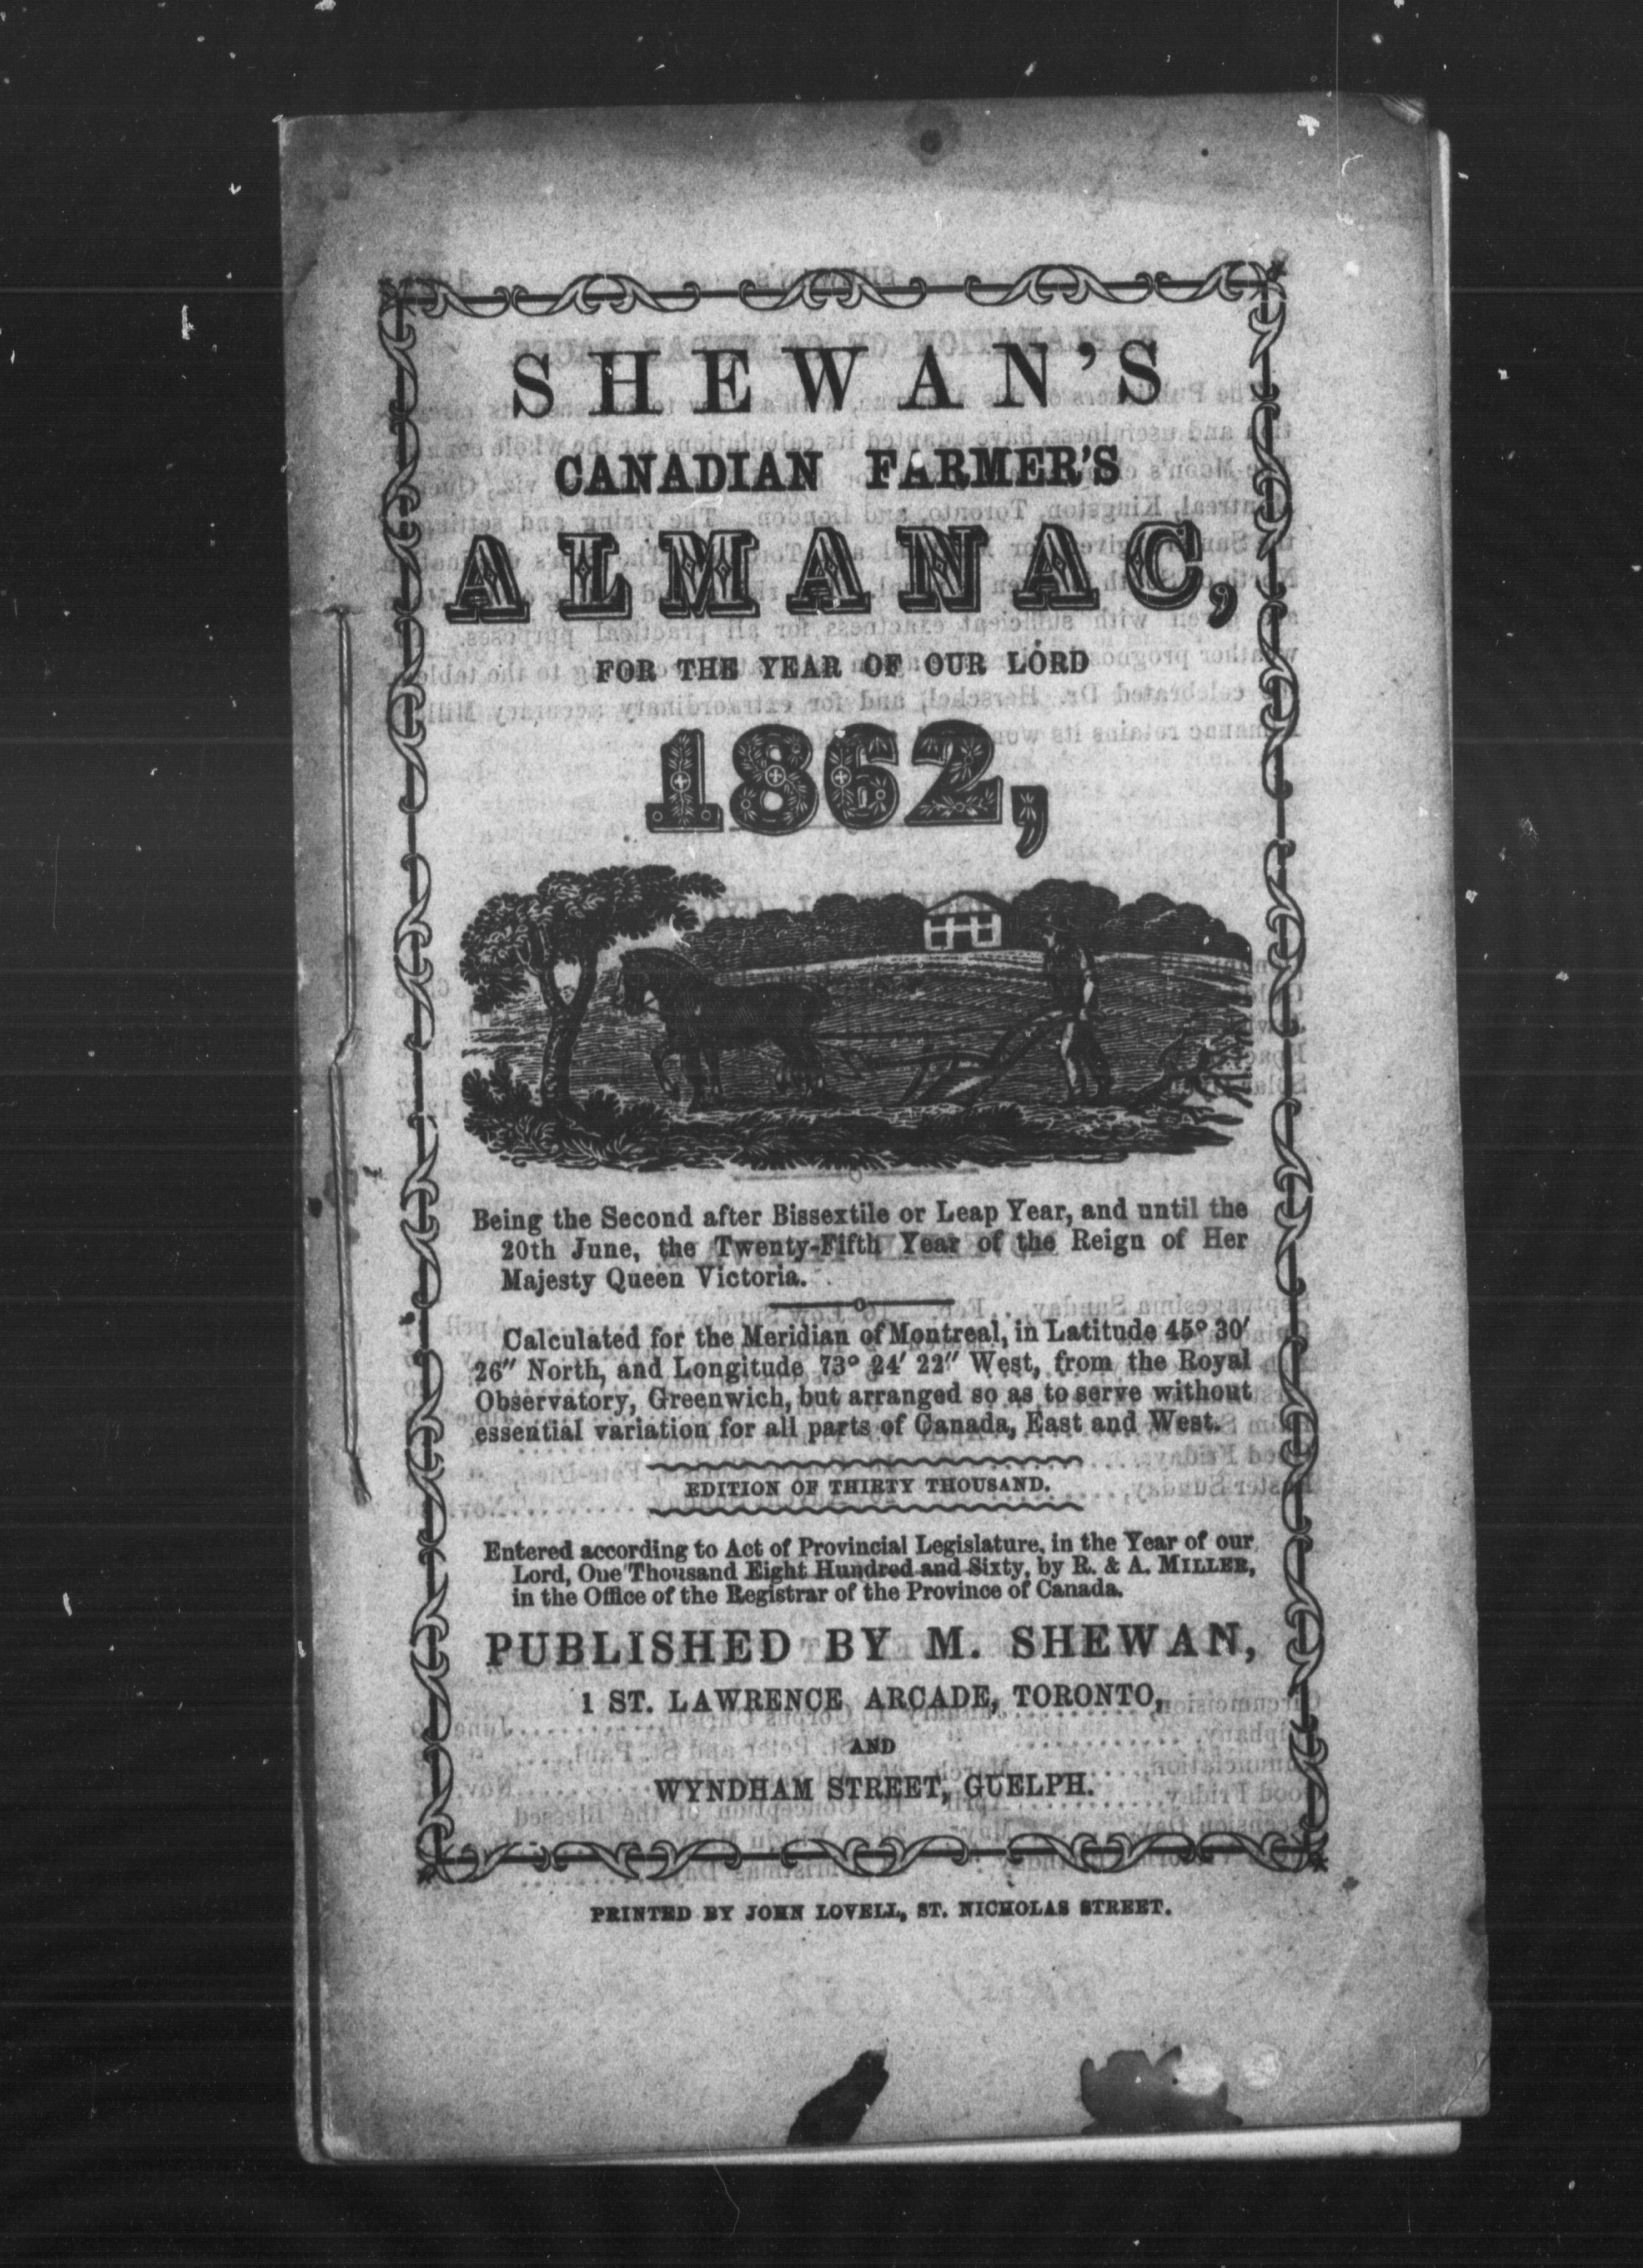 SHEWAN'S
CANADIAN FARMER'S
ALMANAC,
FOR THE YEAR OF OUR LORD
1862,
Being the Second after Bissextile or Leap Year, and until the
20th June, the Twenty-Fifth Year of the Reign of Her
Majesty Queen Victoria.
Calculated for the Meridian of Montreal, in Latitude 45° 30′
26″ North, and Longitude 73° 24′ 22″ West, from the Royal
Observatory, Greenwich, but arranged so as to serve without
essential variation for all parts of Canada, East and West.
EDITION OF THIRTY THOUSAND.
Entered according to Act of Provincial Legislature, in the Year of our
Lord, One Thousand Eight Hundred and Sixty, by R. & A. MILLER,
in the Office of the Registrar of the Province of Canada.
PUBLISHED BY M. SHEWAN,
1 ST. LAWRENCE ARCADE, TORONTO,
AND
WYNDHAM STREET, GUELPH.
PRINTED BY JOHN LOVELL, ST. NICHOLAS STREET.